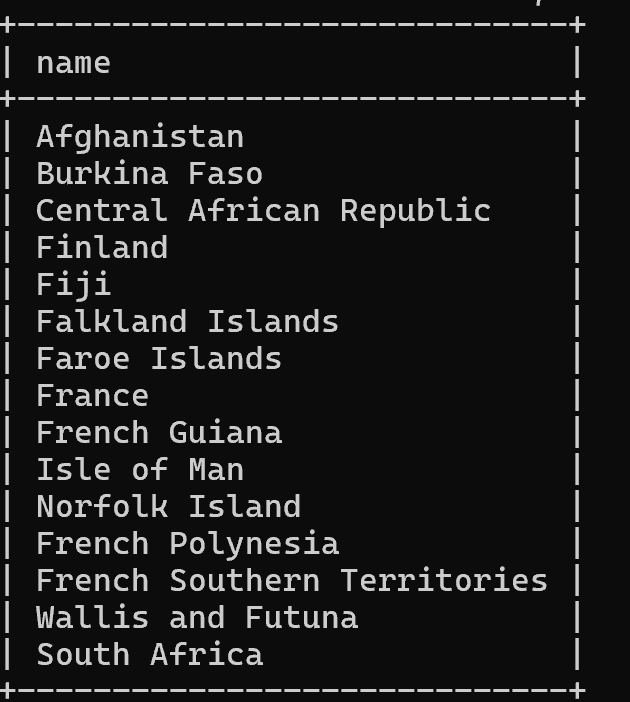 +-----------------------------+
| name                        |
+-----------------------------+
| Afghanistan                 |
| Burkina Faso                |
| Central African Republic    |
| Finland                     |
| Fiji                        |
| Falkland Islands            |
| Faroe Islands               |
| France                      |
| French Guiana               |
| Isle of Man                 |
| Norfolk Island              |
| French Polynesia            |
| French Southern Territories |
| Wallis and Futuna           |
| South Africa                |
+-----------------------------+